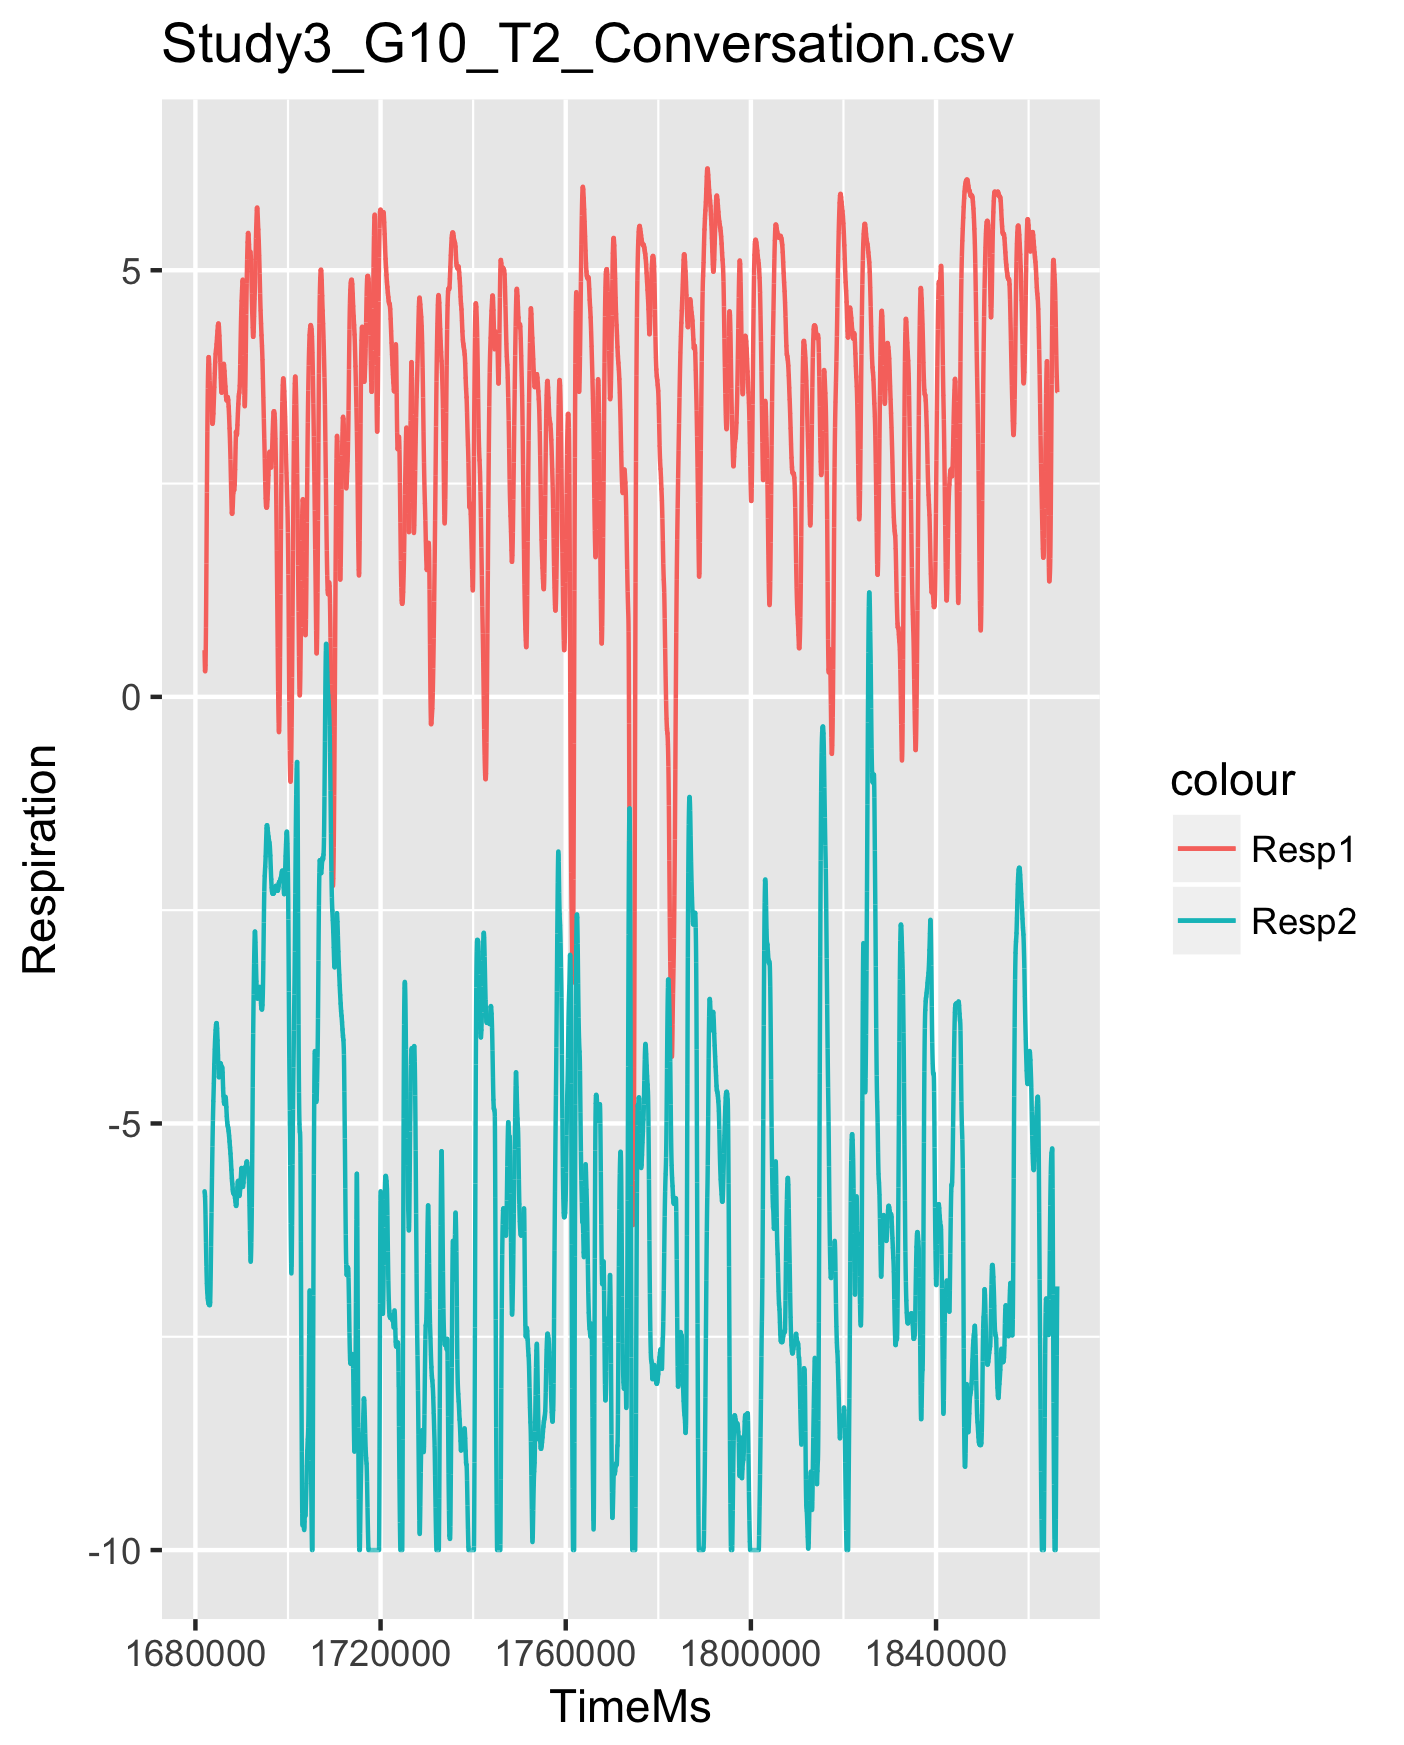 Study3_G10_T2_Conversation.csv
5
0
-5
-10
Respiration
1680000 1720000 1760000 1800000 1840000
TimeMs
colour
Resp1
Resp2